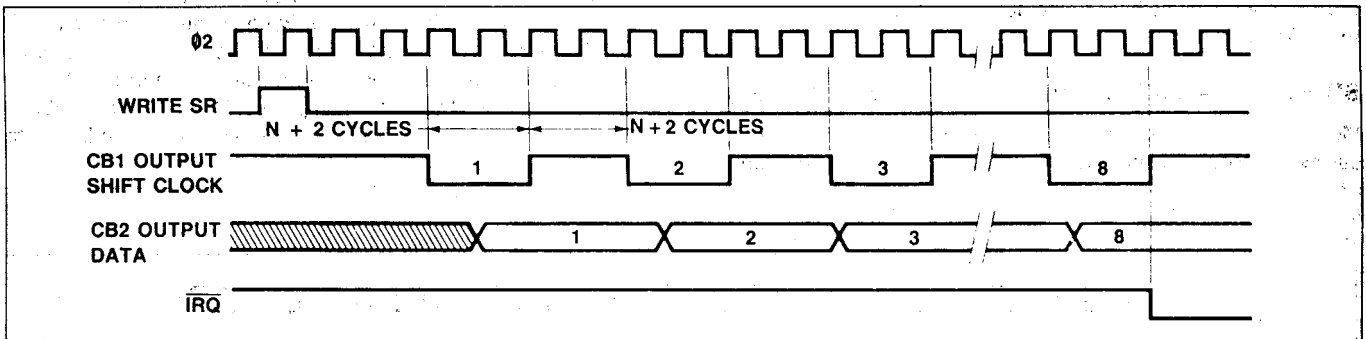 φ2
WRITE SR
N + 2 CYCLES N + 2 CYCLES
CB1 OUTPUT
SHIFT CLOCK
1 2 3 8
CB2 OUTPUT
DATA
1 2 3 8
IRQ